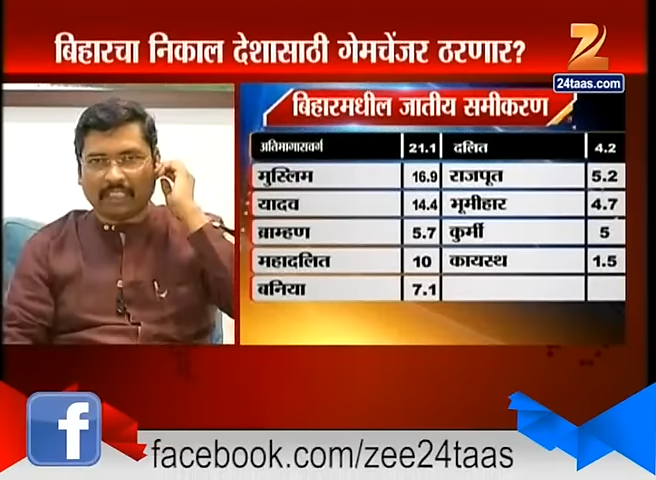 बिहारचा निकाल देशासाठी गेमचेंजर ठरणार?
24taas.com
बिहारमधील जातीय समीकरण
अतिमागासवर्ग 21.1 दलित 4.2
मुस्लिम 16.9 राजपूत 5.2
यादव 14.4 भूमीहार 4.7
ब्राम्हण 5.7 कुर्मी 5
महादलित 10 कायस्थ 1.5
बनिया 7.1
facebook.com/zee24taas